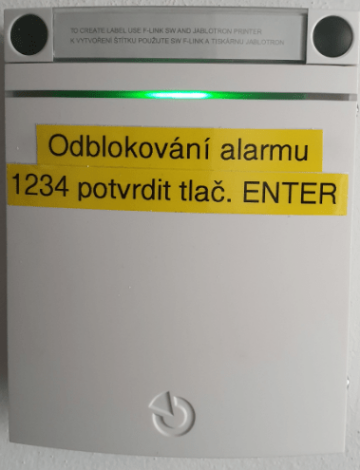 TO CREATE LABEL USE F-LINK SW AND JABLOTRON PRINTER
K VYTVOŘENÍ ŠTÍTKU POUŽIJTE SW F-LINK A TISKÁRNU JABLOTRON
Odblokování alarmu
1234 potvrdit tlač. ENTER